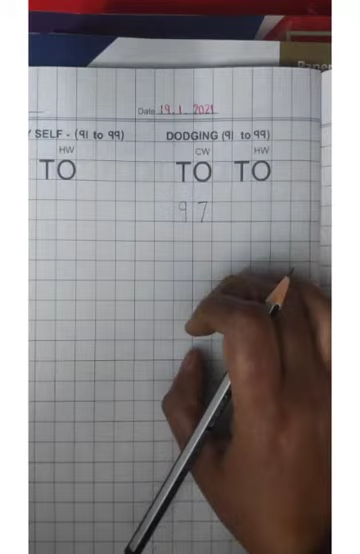 Paper
Date 19.1.2021
Y SELF - (91 to 99) DODGING (91 to 99)
HW CW HW
TO TO TO
97